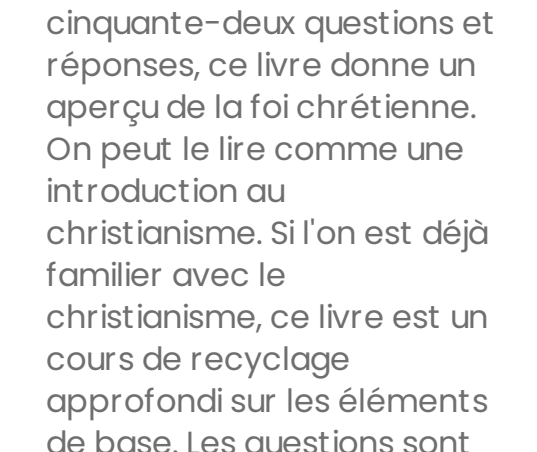 cinquante-deux questions et
réponses, ce livre donne un
aperçu de la foi chrétienne.
On peut le lire comme une
introduction au
christianisme. Si l'on est déjà
familier avec le
christianisme, ce livre est un
cours de recyclage
approfondi sur les éléments
de base. Les questions sont